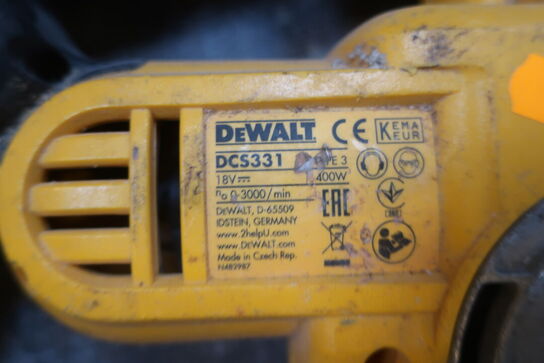 DEWALT CE KEMA KEUR
DCS331 TYPE 3
18V⎓ 400W
n₀ 0-3000/min
DEWALT, D-65509 EAC
IDSTEIN, GERMANY
www.2helpU.com
www.DEWALT.com
Made in Czech Rep.
N482987